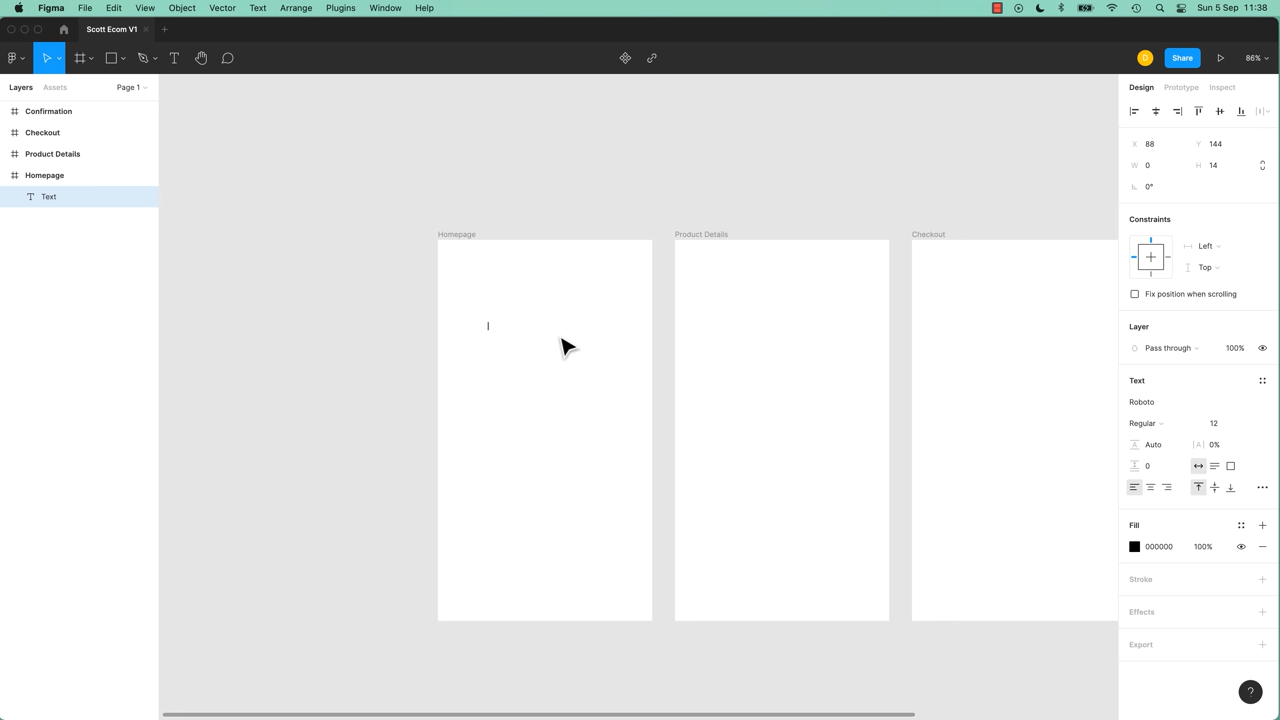 Figma File Edit View Object Vector Text Arrange Plugins Window Help Sun 5 Sep 11:38
Scott Ecom V1
D Share 86%
Layers Assets Page 1
Confirmation
Checkout
Product Details
Homepage
Text
Homepage
Product Details
Checkout
Design Prototype Inspect
X 88 Y 144
W 0 H 14
0°
Constraints
Left
Top
Fix position when scrolling
Layer
Pass through 100%
Text
Roboto
Regular 12
A Auto |A| 0%
0
Fill
000000 100%
Stroke
Effects
Export
?